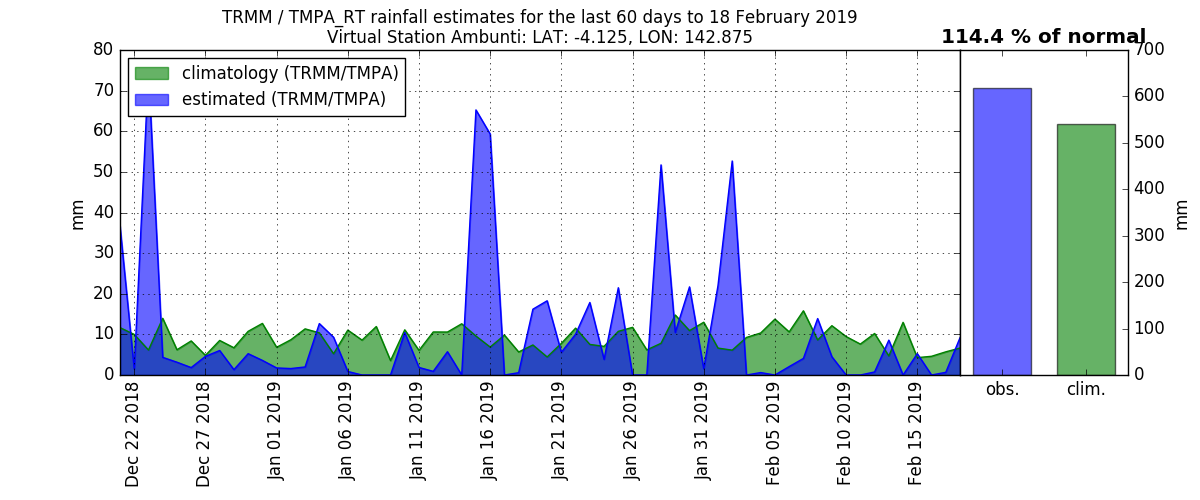 TRMM / TMPA_RT rainfall estimates for the last 60 days to 18 February 2019
Virtual Station Ambunti: LAT: -4.125, LON: 142.875
114.4 % of normal
climatology (TRMM/TMPA)
estimated (TRMM/TMPA)
mm
80
70
60
50
40
30
20
10
0
Dec 22 2018
Dec 27 2018
Jan 01 2019
Jan 06 2019
Jan 11 2019
Jan 16 2019
Jan 21 2019
Jan 26 2019
Jan 31 2019
Feb 05 2019
Feb 10 2019
Feb 15 2019
obs.
clim.
700
600
500
400
300
200
100
0
mm